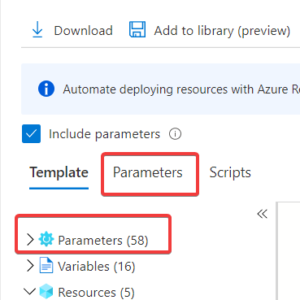 Download Add to library (preview)
Automate deploying resources with Azure Re
Include parameters
Template Parameters Scripts
Parameters (58)
Variables (16)
Resources (5)